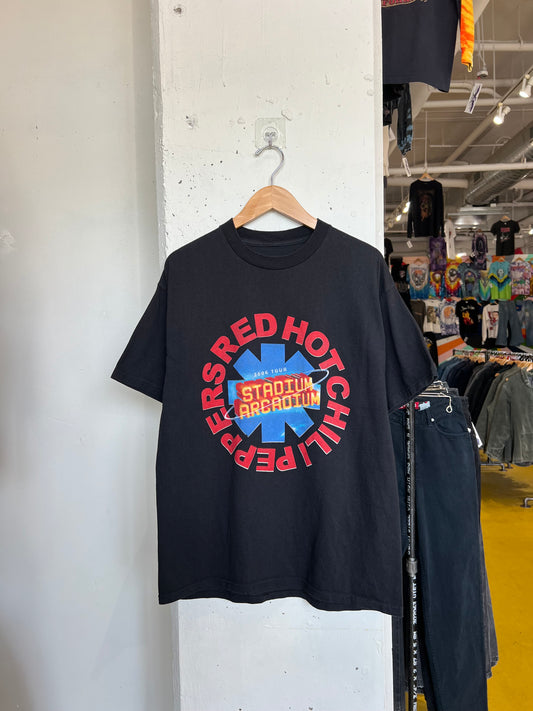 RED HOT CHILI PEPPERS
2006 TOUR
STADIUM
ARCADIUM